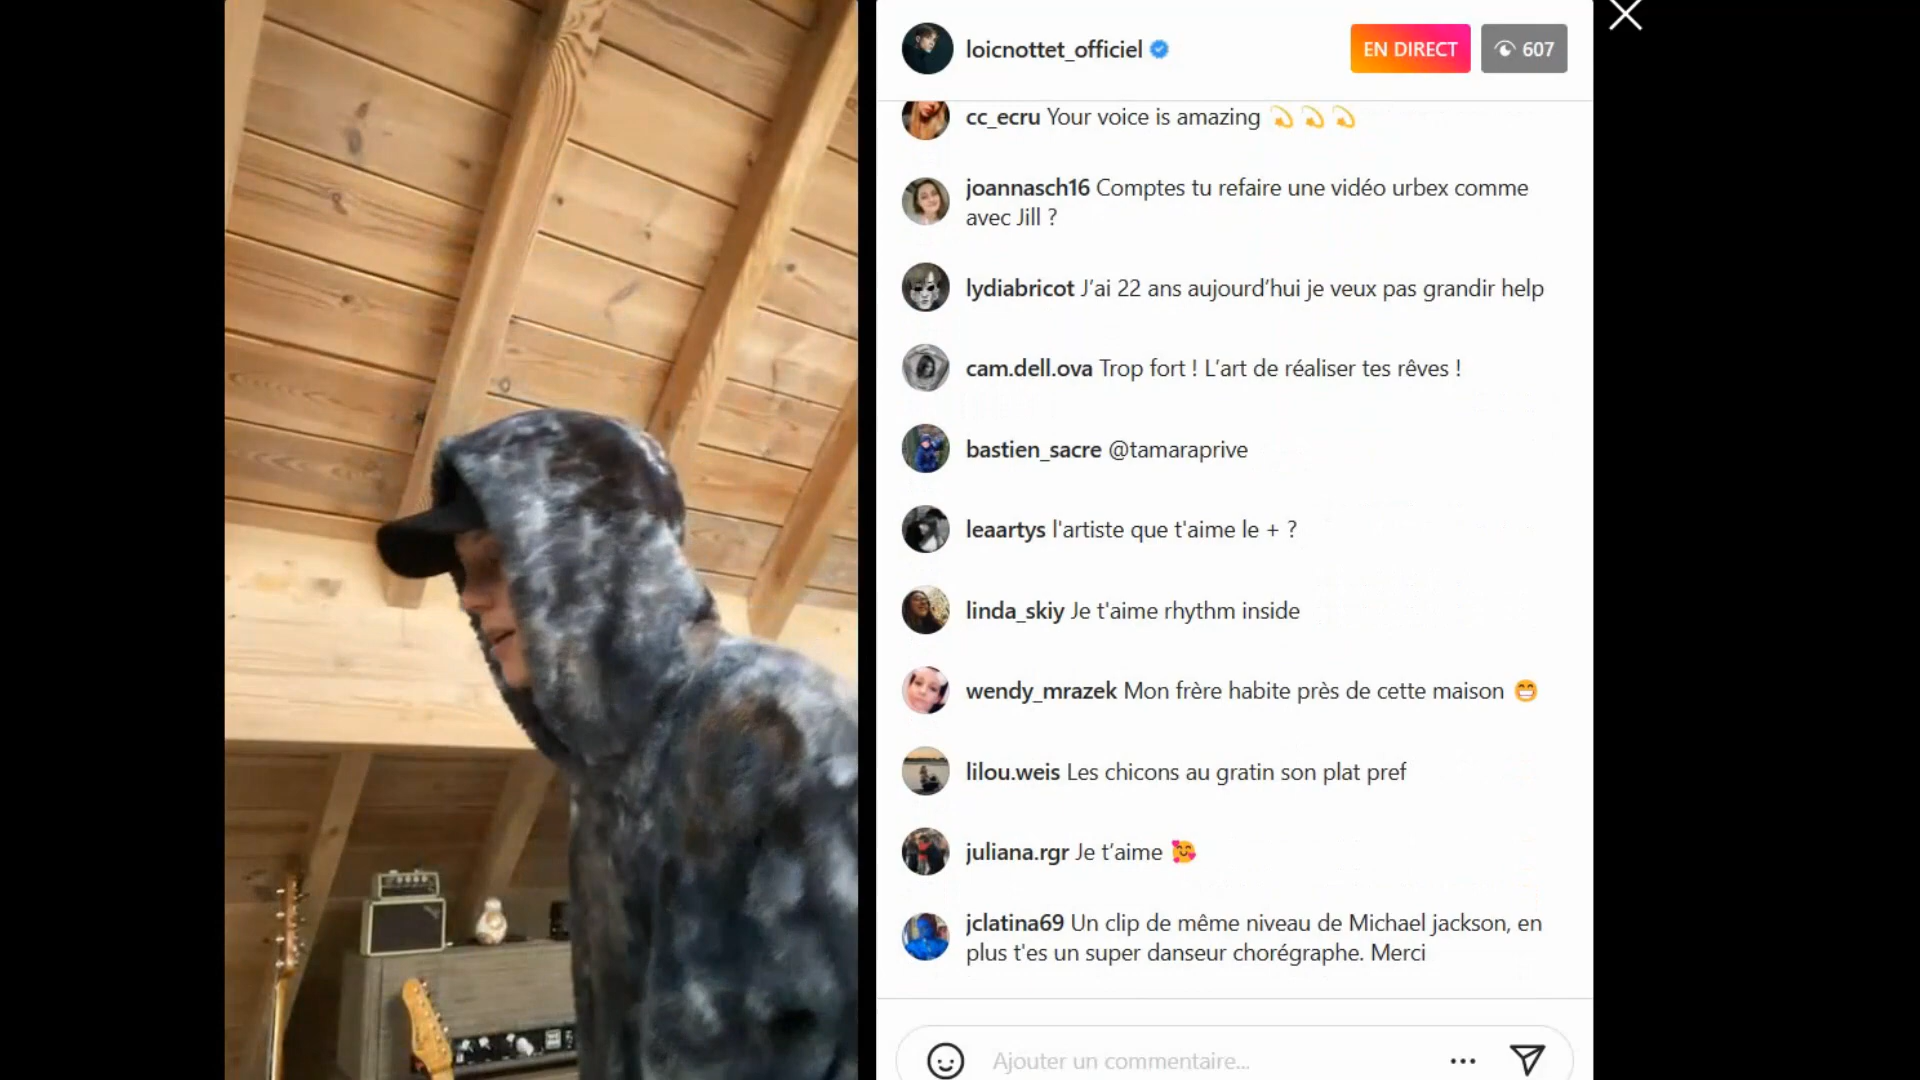 loicnottet_officiel
EN DIRECT
607
cc_ecru Your voice is amazing 💫 💫 💫
joannasch16 Comptes tu refaire une vidéo urbex comme
avec Jill ?
lydiabricot J’ai 22 ans aujourd’hui je veux pas grandir help
cam.dell.ova Trop fort ! L’art de réaliser tes rêves !
bastien_sacre @tamaraprive
leaartys l'artiste que t'aime le + ?
linda_skiy Je t'aime rhythm inside
wendy_mrazek Mon frère habite près de cette maison 😁
lilou.weis Les chicons au gratin son plat pref
juliana.rgr Je t’aime 🥰
jclatina69 Un clip de même niveau de Michael jackson, en
plus t'es un super danseur chorégraphe. Merci
Ajouter un commentaire...